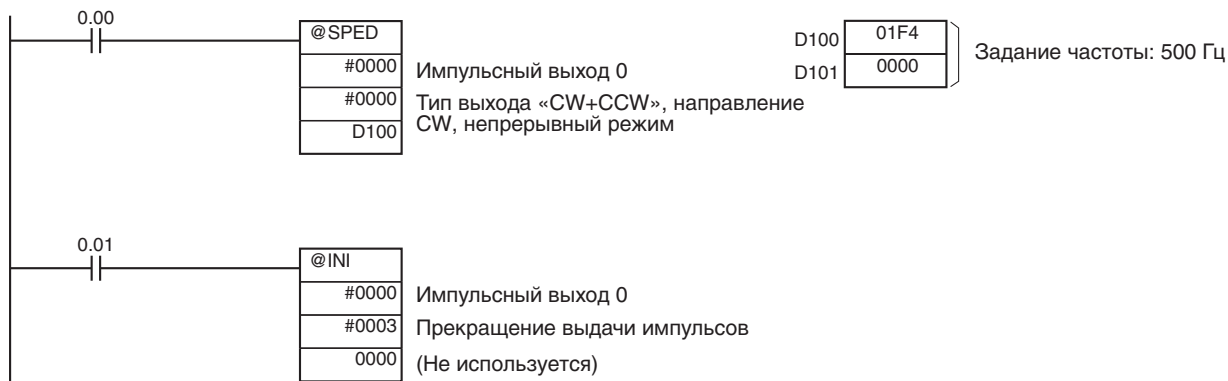 0.00
@SPED
#0000 Импульсный выход 0
#0000 Тип выхода «CW+CCW», направление
CW, непрерывный режим
D100
D100 01F4
D101 0000
Задание частоты: 500 Гц
0.01
@INI
#0000 Импульсный выход 0
#0003 Прекращение выдачи импульсов
0000 (Не используется)